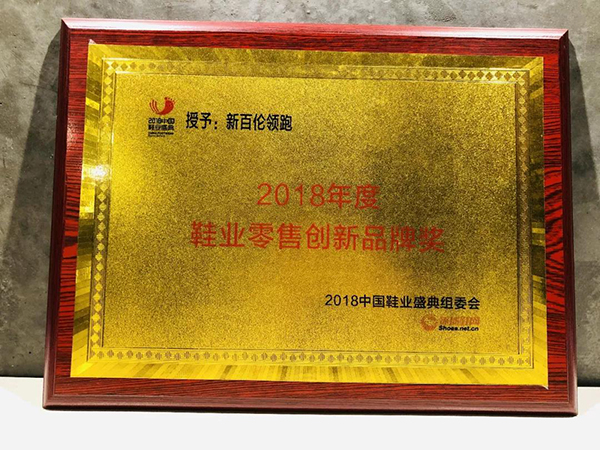 2018中国
鞋业盛典
授予：新百伦领跑
2018年度
鞋业零售创新品牌奖
2018中国鞋业盛典组委会
Shoes.net.cn